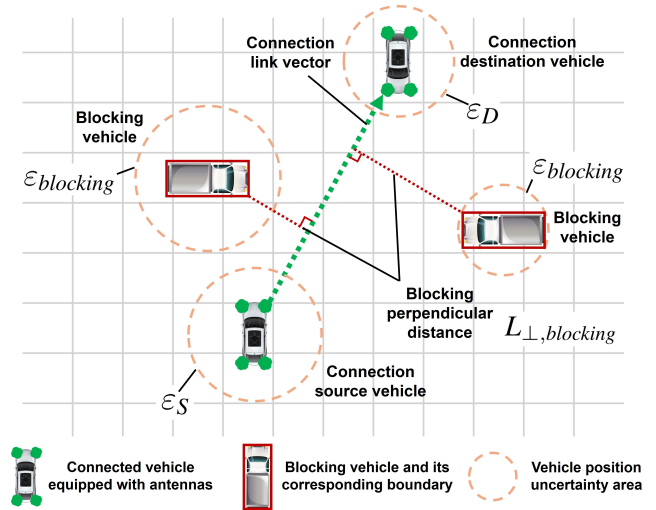 Connection
link vector
Connection
destination vehicle
ε_D
Blocking
vehicle
ε_blocking
ε_blocking
Blocking
vehicle
Blocking
perpendicular
distance
L_⊥,blocking
Connection
source vehicle
ε_S
Connected vehicle
equipped with antennas
Blocking vehicle and its
corresponding boundary
Vehicle position
uncertainty area